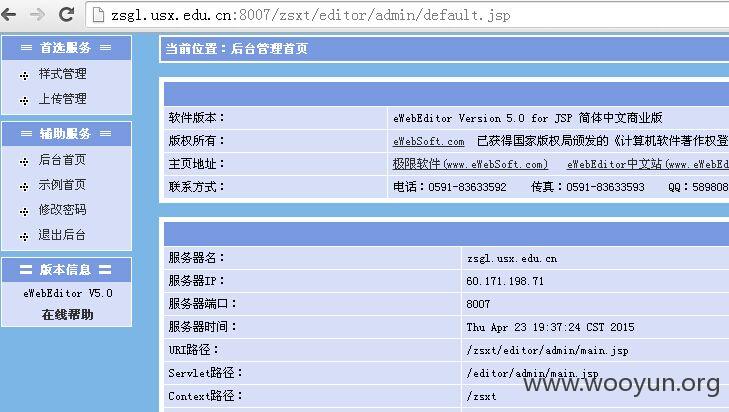 zsgl.usx.edu.cn:8007/zsxt/editor/admin/default.jsp
首选服务
样式管理
上传管理
辅助服务
后台首页
示例首页
修改密码
退出后台
版本信息
eWebEditor V5.0
在线帮助
当前位置：后台管理首页
软件版本： eWebEditor Version 5.0 for JSP 简体中文商业版
版权所有： eWebSoft.com 已获得国家版权局颁发的《计算机软件著作权登
主页地址： 极限软件(www.eWebSoft.com) eWebEditor中文站(www.eWebEd
联系方式： 电话：0591-83633592 传真：0591-83633593 QQ：589808
服务器名： zsgl.usx.edu.cn
服务器IP： 60.171.198.71
服务器端口： 8007
服务器时间： Thu Apr 23 19:37:24 CST 2015
URI路径： /zsxt/editor/admin/main.jsp
Servlet路径： /editor/admin/main.jsp
Context路径： /zsxt
www.wooyun.org